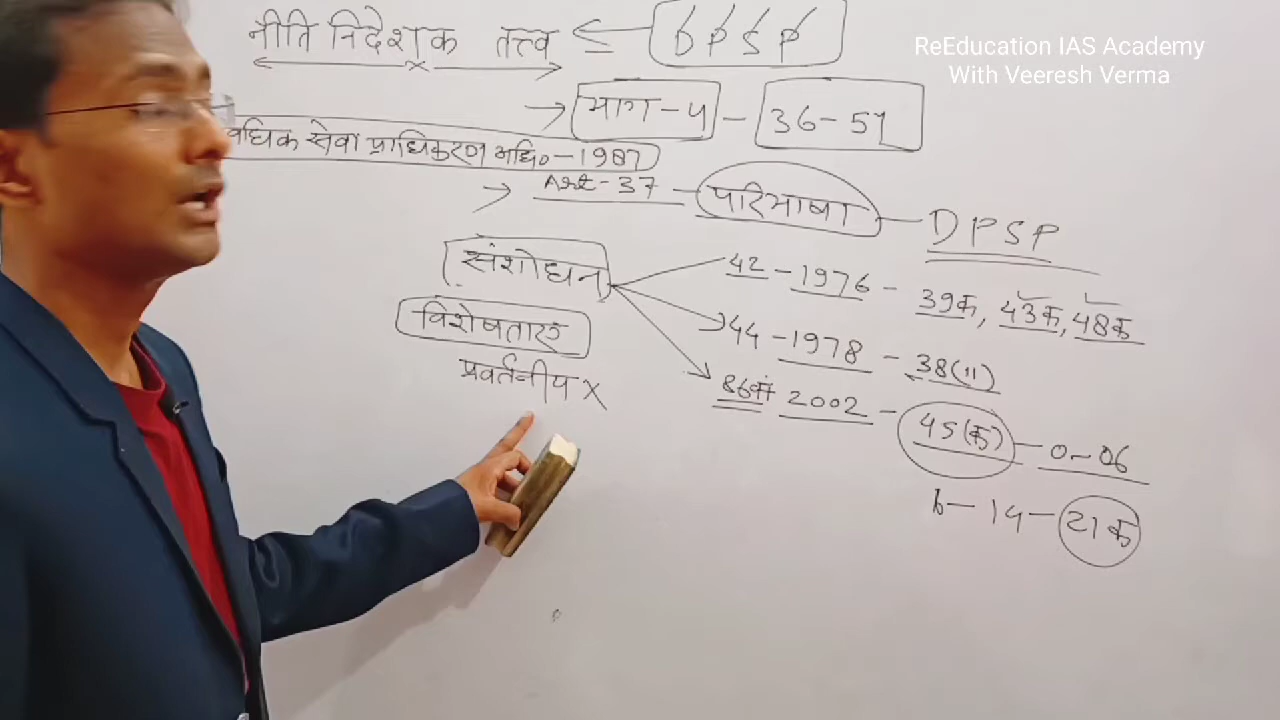 नीति निदेशक तत्त्व DPSP
ReEducation IAS Academy
With Veeresh Verma
भाग-4 - 36-51
विधिक सेवा प्राधिकरण अधि०-1987
Art-37 - परिभाषा - DPSP
संशोधन
42-1976 - 39क, 43क, 48क
44-1978 - 38(11)
86वां 2002 - 45(क) - 0-06
6-14- 21क
विशेषताएं
प्रवर्तनीय X